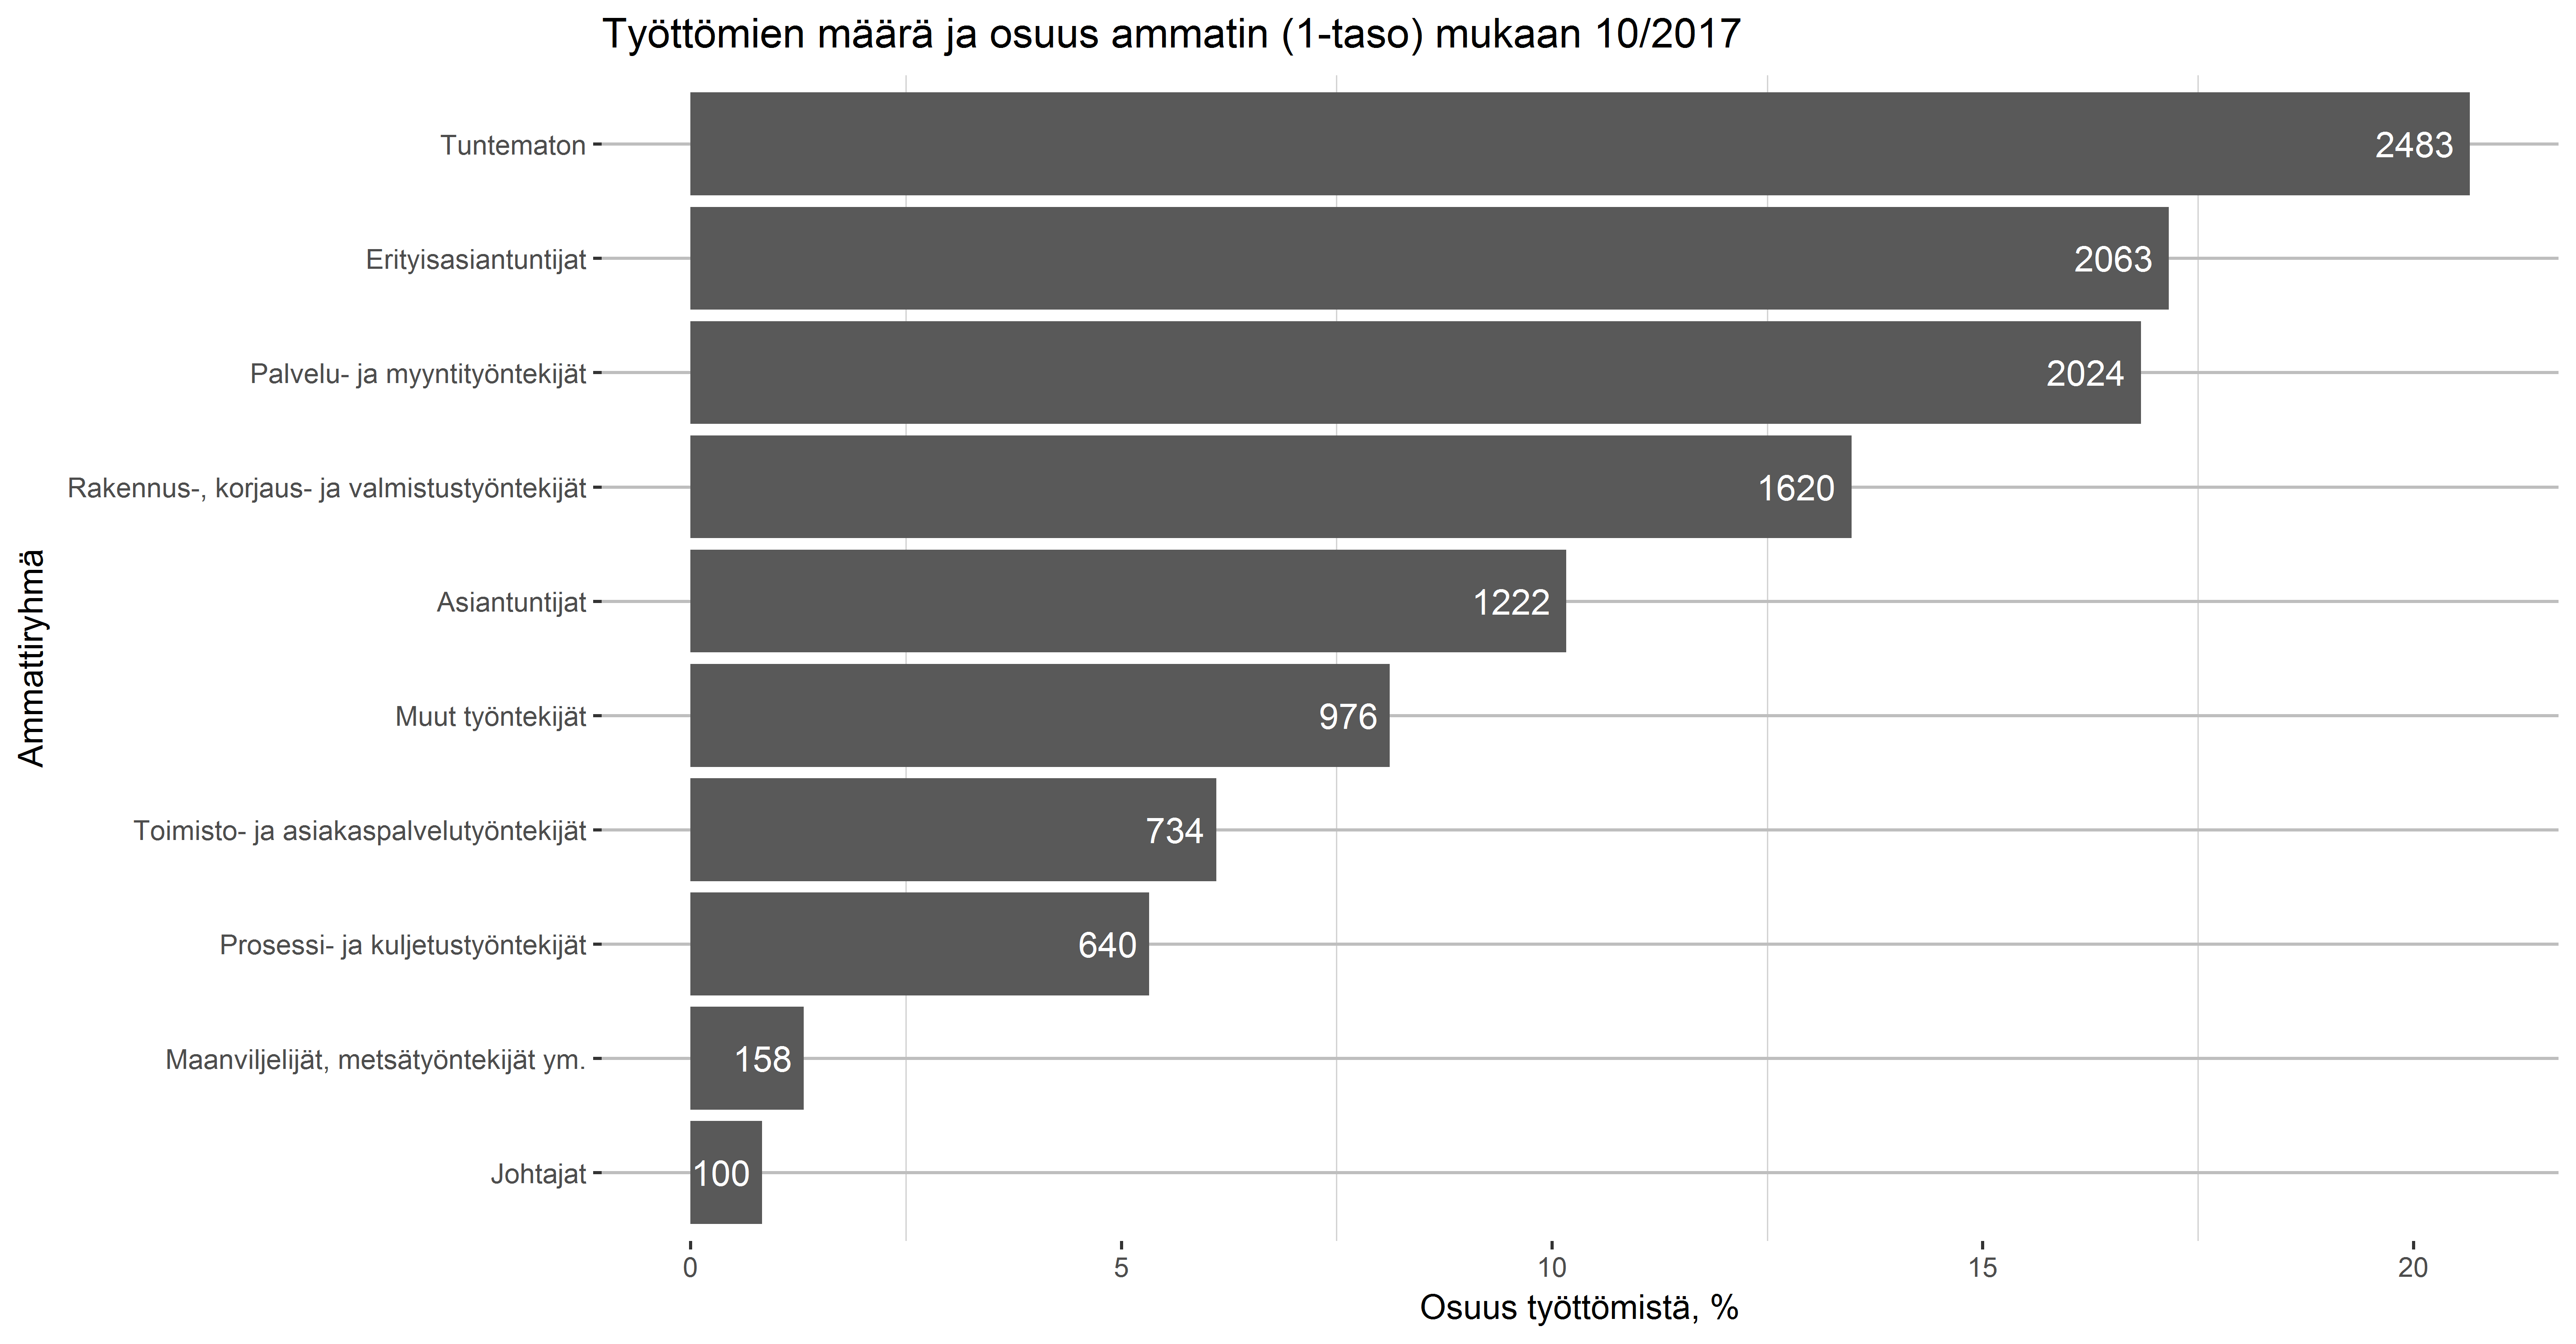 Työttömien määrä ja osuus ammatin (1-taso) mukaan 10/2017
Ammattiryhmä
Tuntematon 2483
Erityisasiantuntijat 2063
Palvelu- ja myyntityöntekijät 2024
Rakennus-, korjaus- ja valmistustyöntekijät 1620
Asiantuntijat 1222
Muut työntekijät 976
Toimisto- ja asiakaspalvelutyöntekijät 734
Prosessi- ja kuljetustyöntekijät 640
Maanviljelijät, metsätyöntekijät ym. 158
Johtajat 100
0 5 10 15 20
Osuus työttömistä, %